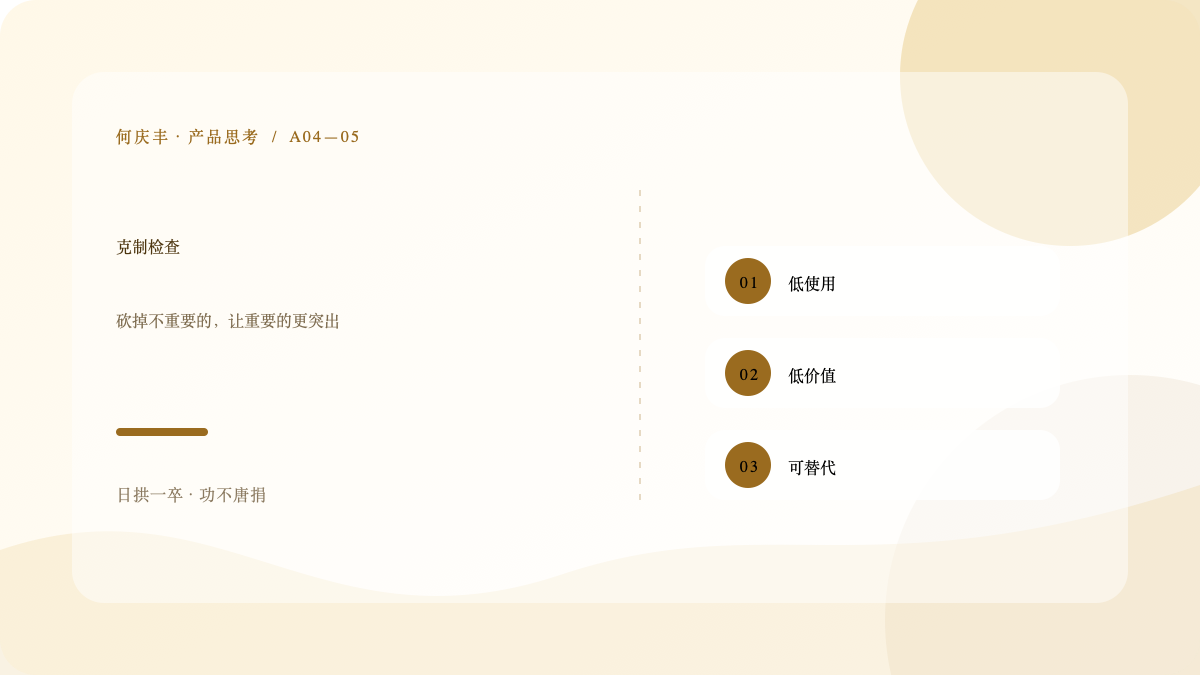 何庆丰 · 产品思考 / A04—05
克制检查
砍掉不重要的，让重要的更突出
日拱一卒 · 功不唐捐
01 低使用
02 低价值
03 可替代